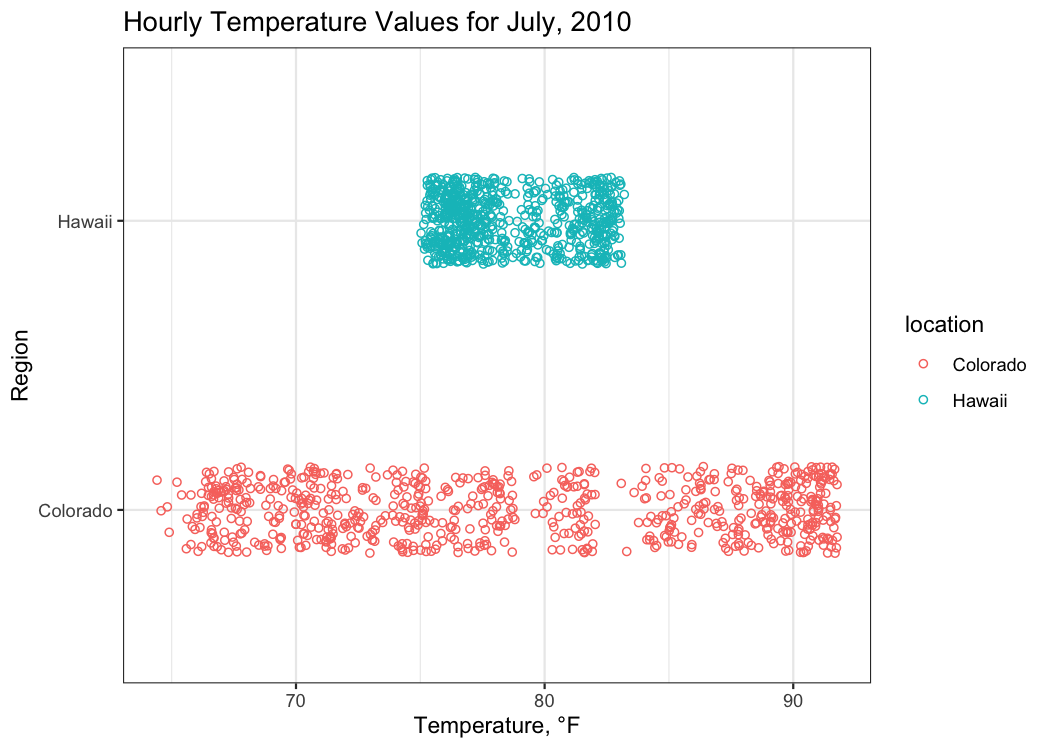 Hourly Temperature Values for July, 2010
Region
Hawaii
Colorado
70 80 90
Temperature, °F
location
Colorado
Hawaii